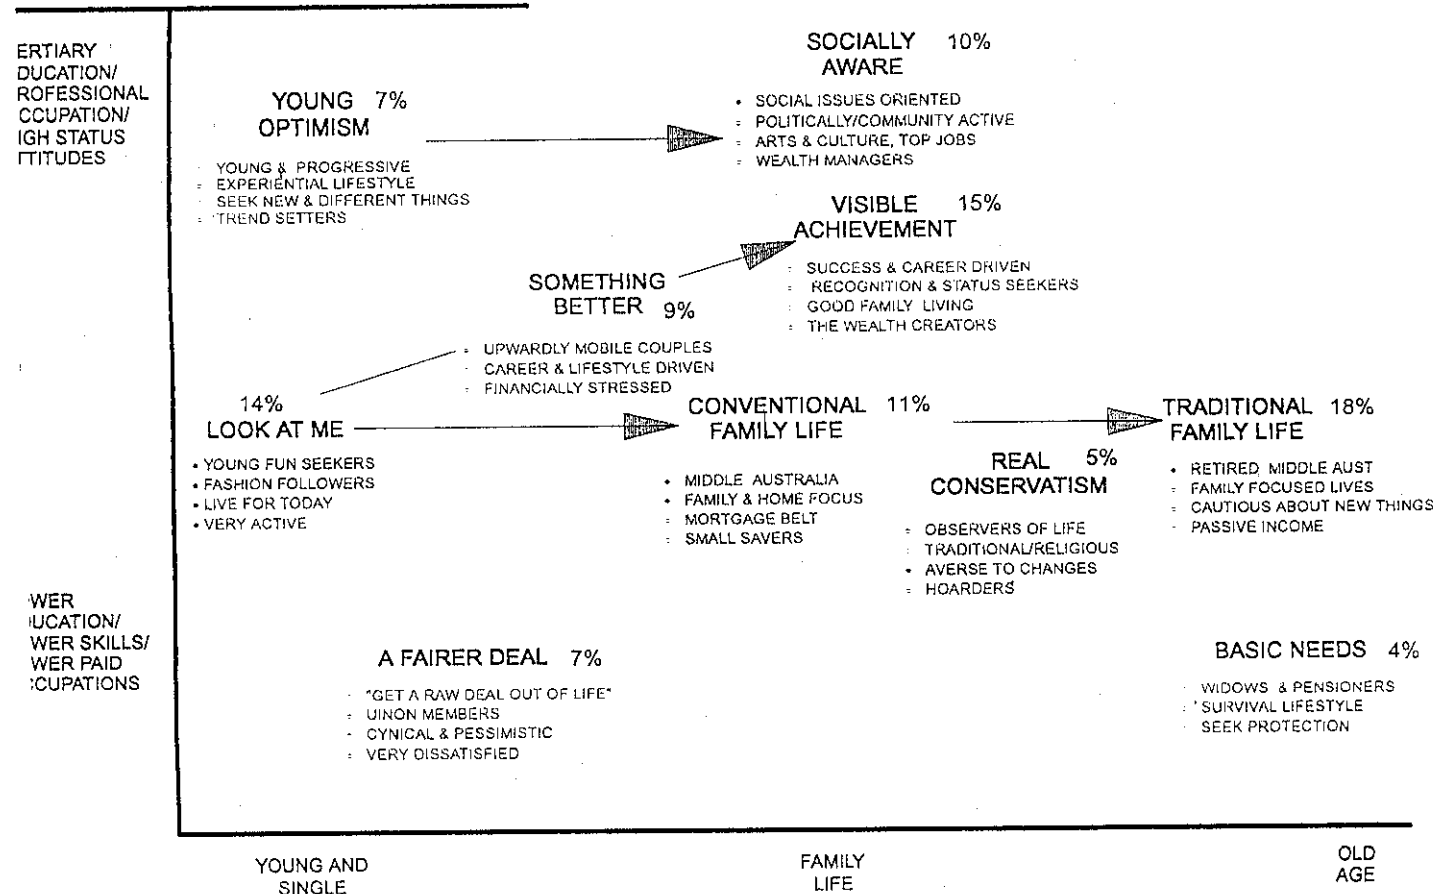 ERTIARY
DUCATION/
ROFESSIONAL
CCUPATION/
IGH STATUS
TTITUDES
YOUNG 7%
OPTIMISM
YOUNG & PROGRESSIVE
EXPERIENTIAL LIFESTYLE
SEEK NEW & DIFFERENT THINGS
TREND SETTERS
SOCIALLY 10%
AWARE
• SOCIAL ISSUES ORIENTED
POLITICALLY/COMMUNITY ACTIVE
ARTS & CULTURE, TOP JOBS
WEALTH MANAGERS
VISIBLE 15%
ACHIEVEMENT
SUCCESS & CAREER DRIVEN
RECOGNITION & STATUS SEEKERS
GOOD FAMILY LIVING
THE WEALTH CREATORS
SOMETHING
BETTER 9%
UPWARDLY MOBILE COUPLES
CAREER & LIFESTYLE DRIVEN
FINANCIALLY STRESSED
14%
LOOK AT ME
• YOUNG FUN SEEKERS
• FASHION FOLLOWERS
• LIVE FOR TODAY
• VERY ACTIVE
CONVENTIONAL 11%
FAMILY LIFE
• MIDDLE AUSTRALIA
• FAMILY & HOME FOCUS
MORTGAGE BELT
SMALL SAVERS
REAL 5%
CONSERVATISM
OBSERVERS OF LIFE
TRADITIONAL/RELIGIOUS
• AVERSE TO CHANGES
HOARDERS
TRADITIONAL 18%
FAMILY LIFE
• RETIRED MIDDLE AUST
FAMILY FOCUSED LIVES
CAUTIOUS ABOUT NEW THINGS
PASSIVE INCOME
WER
UCATION/
WER SKILLS/
WER PAID
CUPATIONS
A FAIRER DEAL 7%
"GET A RAW DEAL OUT OF LIFE"
UINON MEMBERS
CYNICAL & PESSIMISTIC
VERY DISSATISFIED
BASIC NEEDS 4%
WIDOWS & PENSIONERS
SURVIVAL LIFESTYLE
SEEK PROTECTION
YOUNG AND
SINGLE
FAMILY
LIFE
OLD
AGE